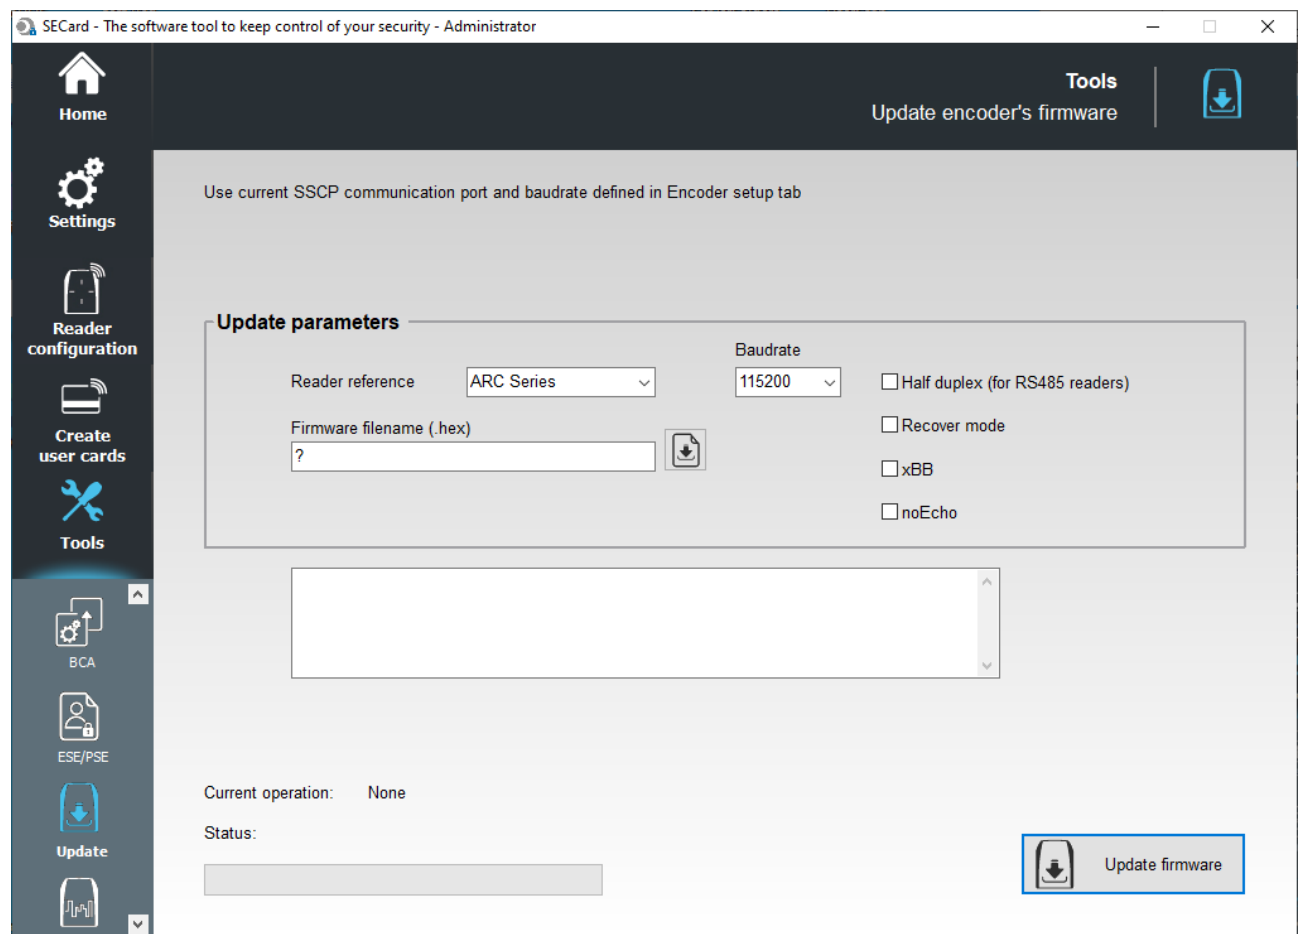 SECard - The software tool to keep control of your security - Administrator
Home
Tools
Update encoder's firmware
Settings
Reader
configuration
Create
user cards
Tools
BCA
ESE/PSE
Update
Use current SSCP communication port and baudrate defined in Encoder setup tab
Update parameters
Baudrate
Reader reference
ARC Series
115200
Half duplex (for RS485 readers)
Firmware filename (.hex)
Recover mode
?
xBB
noEcho
Current operation: None
Status:
Update firmware